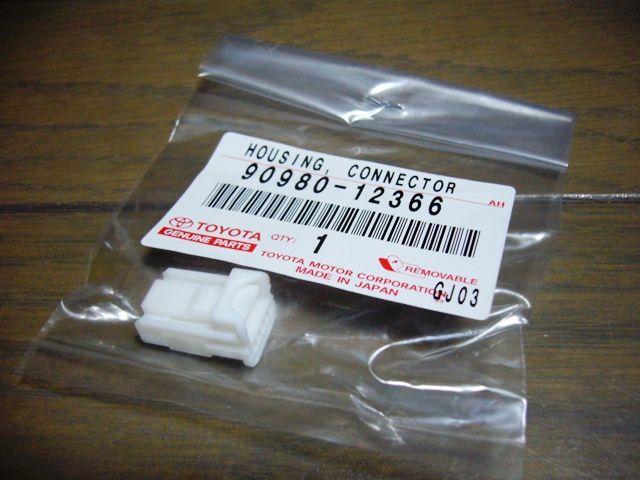 HOUSING, CONNECTOR
90980-12366
AH
TOYOTA
GENUINE PARTS
QTY: 1
REMOVABLE
TOYOTA MOTOR CORPORATION
MADE IN JAPAN
GJ03